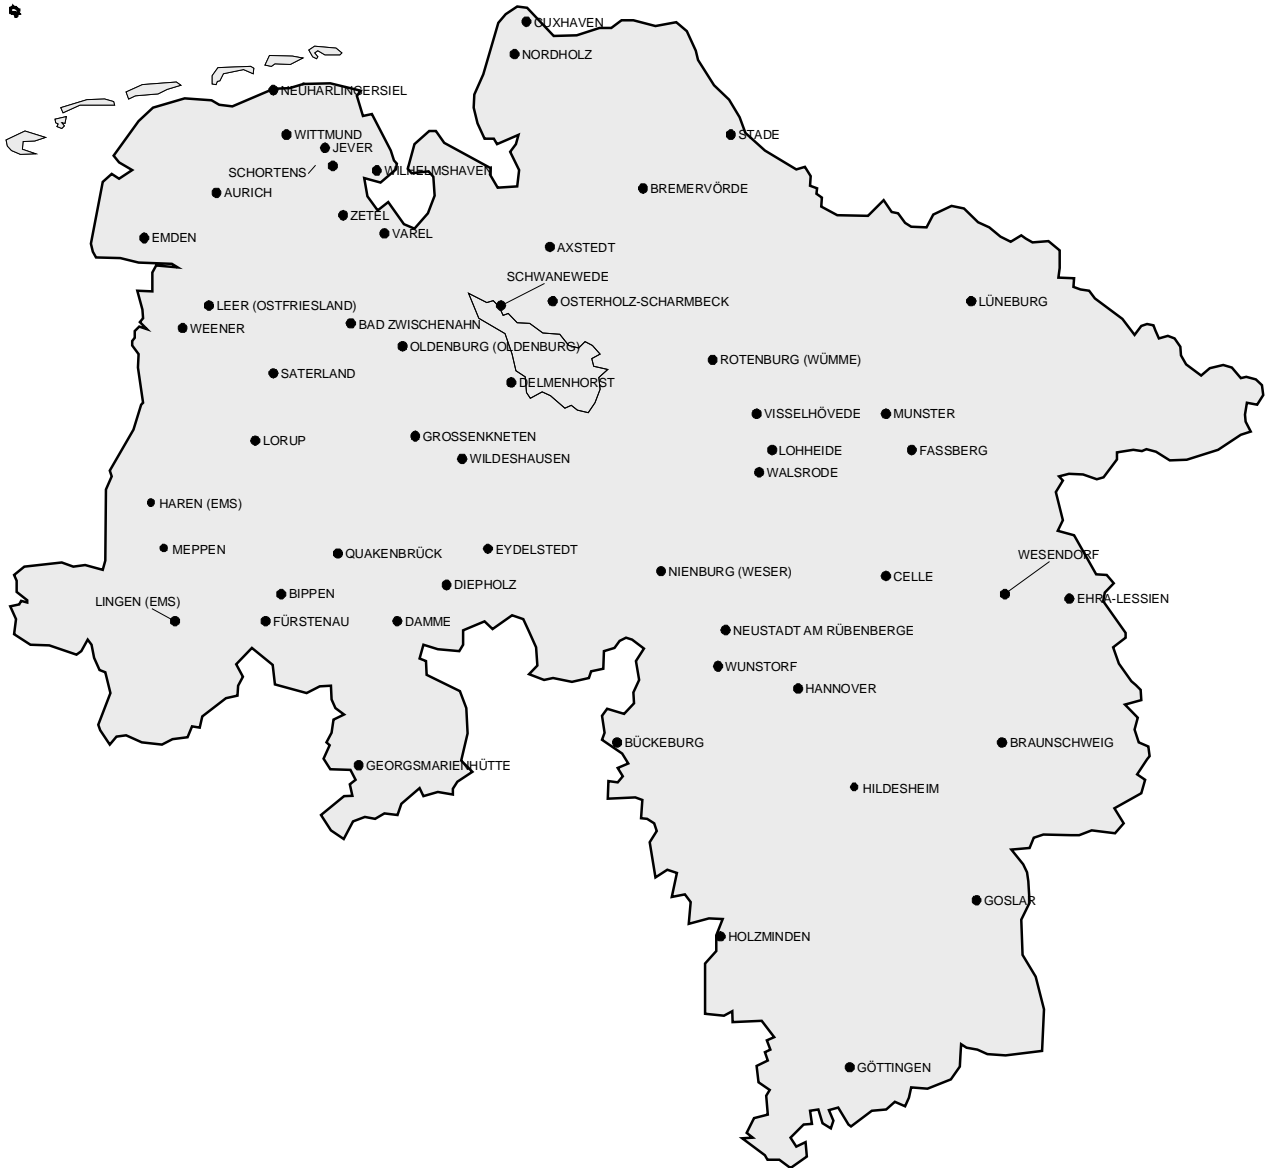 CUXHAVEN
NORDHOLZ
NEUHARLINGERSIEL
WITTMUND
STADE
JEVER
SCHORTENS
WILHELMSHAVEN
BREMERVÖRDE
AURICH
ZETEL
VAREL
EMDEN
AXSTEDT
SCHWANEWEDE
OSTERHOLZ-SCHARMBECK
LÜNEBURG
LEER (OSTFRIESLAND)
WEENER
BAD ZWISCHENAHN
OLDENBURG (OLDENBURG)
ROTENBURG (WÜMME)
SATERLAND
DELMENHORST
VISSELHÖVEDE
MUNSTER
LORUP
GROSSENKNETEN
LOHHEIDE
FASSBERG
WILDESHAUSEN
WALSRODE
HAREN (EMS)
MEPPEN
QUAKENBRÜCK
EYDELSTEDT
WESENDORF
NIENBURG (WESER)
CELLE
DIEPHOLZ
BIPPEN
EHRA-LESSIEN
LINGEN (EMS)
FÜRSTENAU
DAMME
NEUSTADT AM RÜBENBERGE
WUNSTORF
HANNOVER
BÜCKEBURG
BRAUNSCHWEIG
GEORGSMARIENHÜTTE
HILDESHEIM
GOSLAR
HOLZMINDEN
GÖTTINGEN